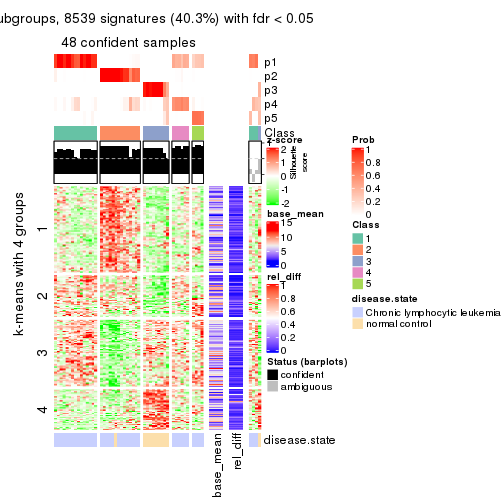 ubgroups, 8539 signatures (40.3%) with fdr < 0.05
48 confident samples
p1
p2
p3
p4
p5
Class
z-score
2
1
0
-1
-2
Silhouette
score
base_mean
15
10
5
0
rel_diff
1
0.8
0.6
0.4
0.2
0
Status (barplots)
confident
ambiguous
Prob
1
0.8
0.6
0.4
0.2
0
Class
1
2
3
4
5
disease.state
Chronic lymphocytic leukemia
normal control
k-means with 4 groups
1
2
3
4
disease.state
base_mean
rel_diff